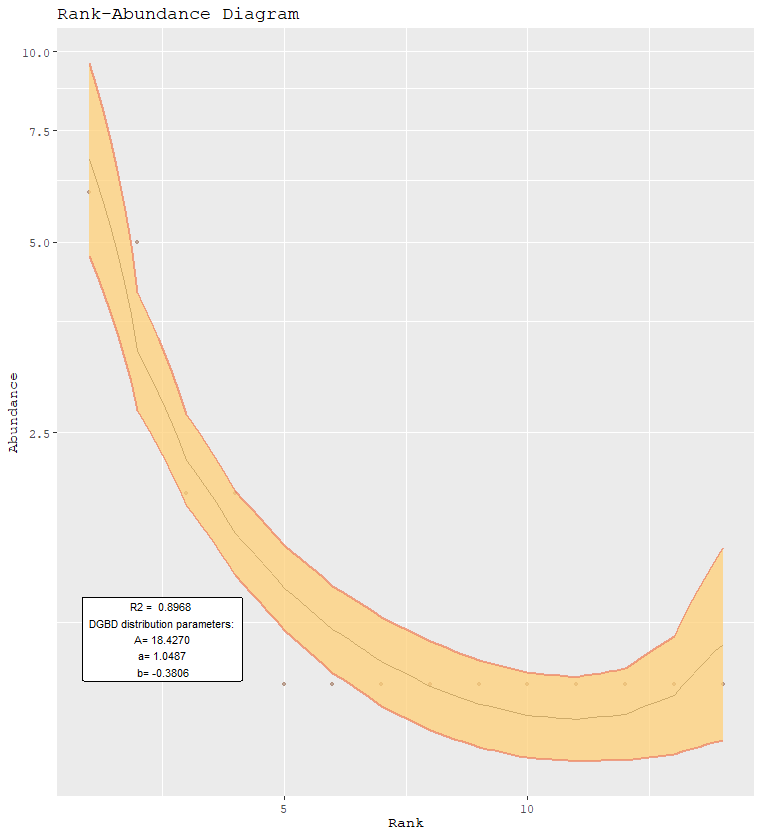 Rank-Abundance Diagram
10.0
7.5
5.0
2.5
Abundance
R2 = 0.8968
DGBD distribution parameters:
A= 18.4270
a= 1.0487
b= -0.3806
5 10
Rank